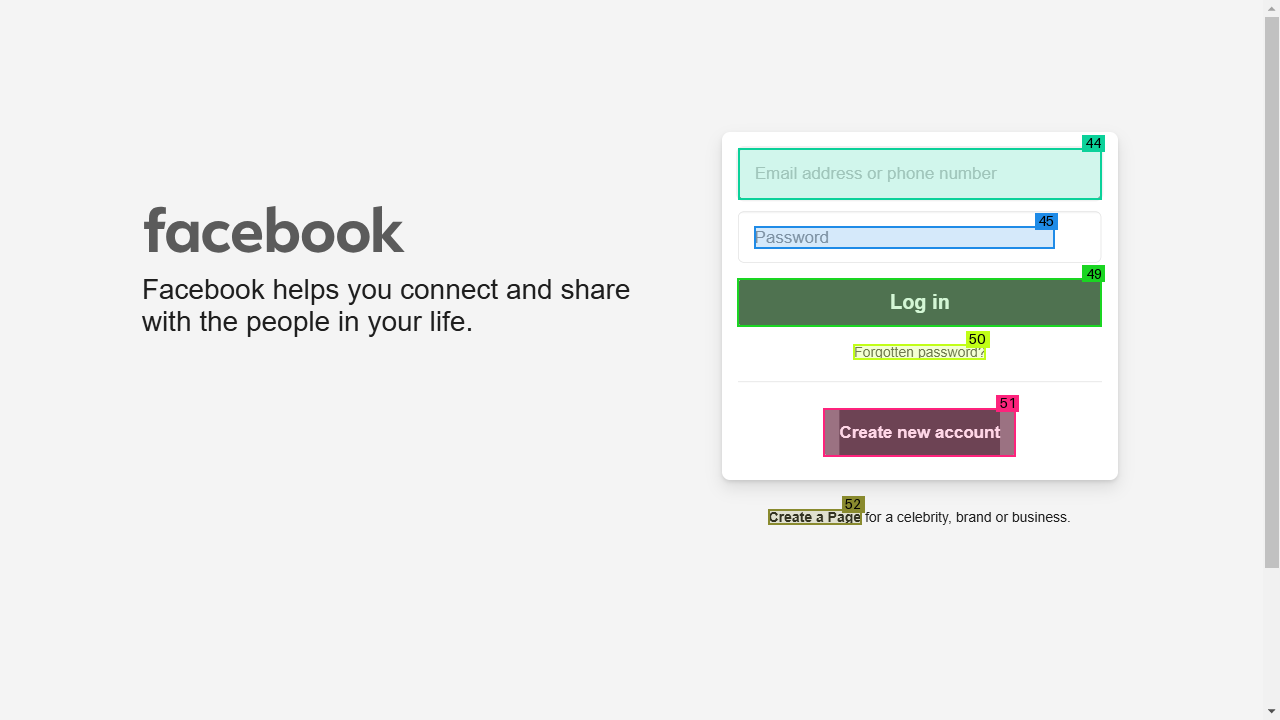 44
Email address or phone number
45
Password
facebook
Facebook helps you connect and share
with the people in your life.
49
Log in
50
Forgotten password?
51
Create new account
52
Create a Page for a celebrity, brand or business.